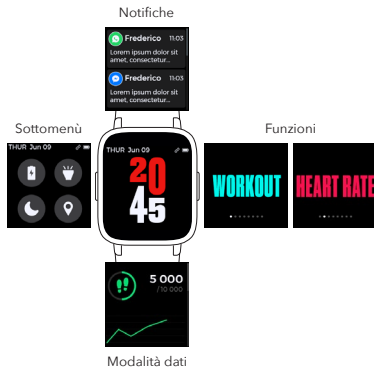 Notifiche
Frederico 11:03
Lorem ipsum dolor sit
amet, consectetur...
Frederico 11:03
Lorem ipsum dolor sit
amet, consectetur...
Sottomenù
Funzioni
THUR Jun 09
THUR Jun 09
20
45
WORKOUT
HEART RATE
5 000
/ 10 000
Modalità dati